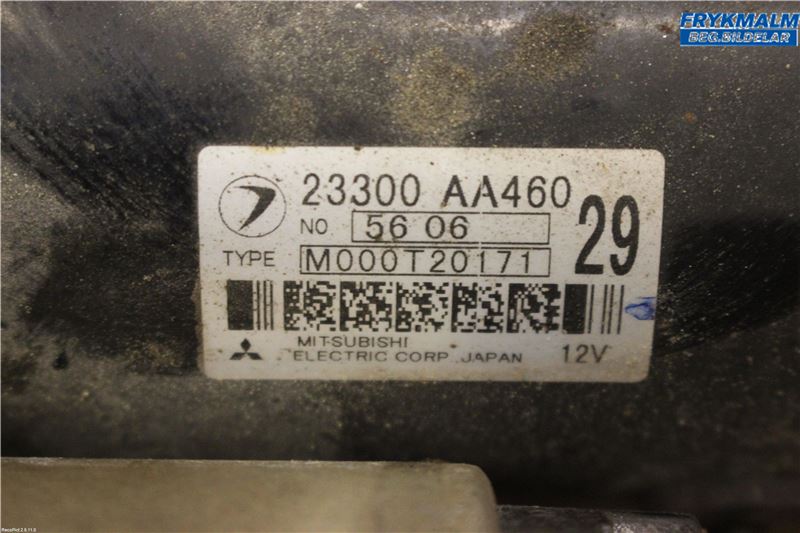 FRYKMALM
BEG.BILDELAR
23300 AA460
29
NO 56 06
TYPE M000T20171
MITSUBISHI
ELECTRIC CORP. JAPAN 12V